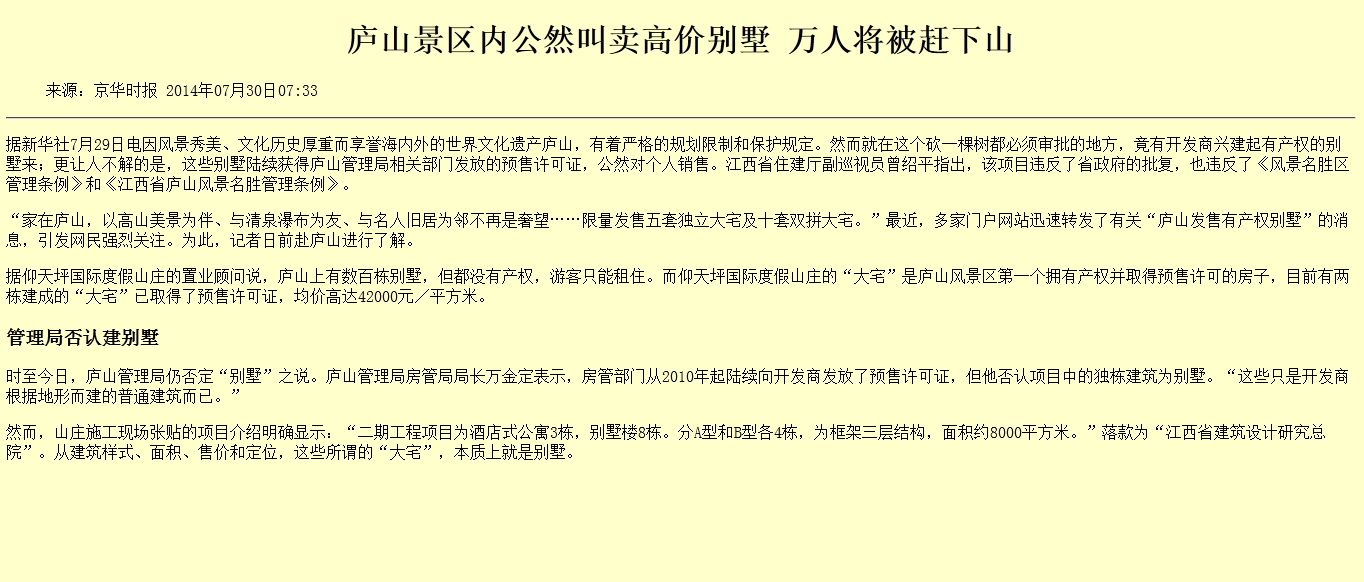 庐山景区内公然叫卖高价别墅 万人将被赶下山
来源：京华时报 2014年07月30日07:33
据新华社7月29日电因风景秀美、文化历史厚重而享誉海内外的世界文化遗产庐山，有着严格的规划限制和保护规定。然而就在这个砍一棵树都必须审批的地方，竟有开发商兴建起有产权的别
墅来；更让人不解的是，这些别墅陆续获得庐山管理局相关部门发放的预售许可证，公然对个人销售。江西省住建厅副巡视员曾绍平指出，该项目违反了省政府的批复，也违反了《风景名胜区
管理条例》和《江西省庐山风景名胜管理条例》。
“家在庐山，以高山美景为伴、与清泉瀑布为友、与名人旧居为邻不再是奢望……限量发售五套独立大宅及十套双拼大宅。”最近，多家门户网站迅速转发了有关“庐山发售有产权别墅”的消
息，引发网民强烈关注。为此，记者日前赴庐山进行了解。
据仰天坪国际度假山庄的置业顾问说，庐山上有数百栋别墅，但都没有产权，游客只能租住。而仰天坪国际度假山庄的“大宅”是庐山风景区第一个拥有产权并取得预售许可的房子，目前有两
栋建成的“大宅”已取得了预售许可证，均价高达42000元／平方米。
管理局否认建别墅
时至今日，庐山管理局仍否定“别墅”之说。庐山管理局房管局局长万金定表示，房管部门从2010年起陆续向开发商发放了预售许可证，但他否认项目中的独栋建筑为别墅。“这些只是开发商
根据地形而建的普通建筑而已。”
然而，山庄施工现场张贴的项目介绍明确显示：“二期工程项目为酒店式公寓3栋，别墅楼8栋。分A型和B型各4栋，为框架三层结构，面积约8000平方米。”落款为“江西省建筑设计研究总
院”。从建筑样式、面积、售价和定位，这些所谓的“大宅”，本质上就是别墅。